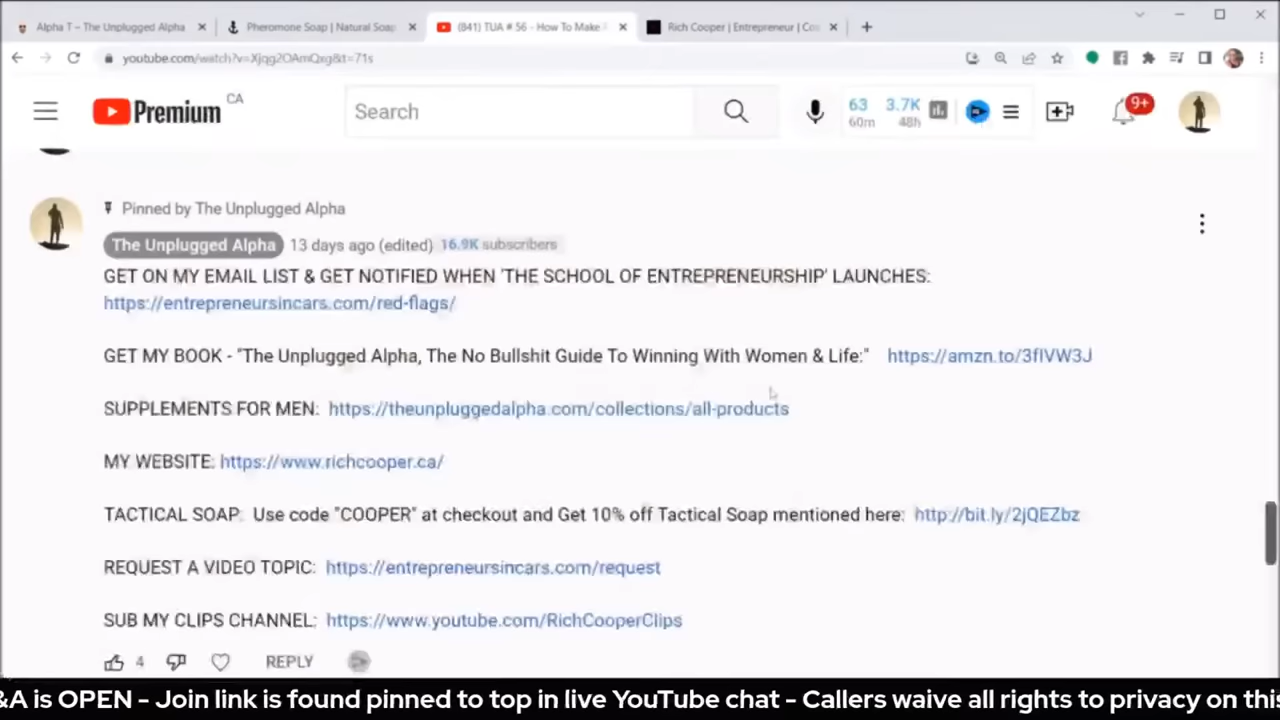 Alpha T – The Unplugged Alpha
Pheromone Soap | Natural Soap
(841) TUA # 56 - How To Make
Rich Cooper | Entrepreneur | Co
youtube.com/watch?v=Xjqg2OAmQxg&t=71s
Premium CA
Search
63 3.7K
60m 48h
9+
Pinned by The Unplugged Alpha
The Unplugged Alpha 13 days ago (edited) 16.9K subscribers
GET ON MY EMAIL LIST & GET NOTIFIED WHEN 'THE SCHOOL OF ENTREPRENEURSHIP' LAUNCHES:
https://entrepreneursincars.com/red-flags/
GET MY BOOK - "The Unplugged Alpha, The No Bullshit Guide To Winning With Women & Life:" https://amzn.to/3flVW3J
SUPPLEMENTS FOR MEN: https://theunpluggedalpha.com/collections/all-products
MY WEBSITE: https://www.richcooper.ca/
TACTICAL SOAP: Use code "COOPER" at checkout and Get 10% off Tactical Soap mentioned here: http://bit.ly/2jQEZbz
REQUEST A VIDEO TOPIC: https://entrepreneursincars.com/request
SUB MY CLIPS CHANNEL: https://www.youtube.com/RichCooperClips
4 REPLY
&A is OPEN - Join link is found pinned to top in live YouTube chat - Callers waive all rights to privacy on this